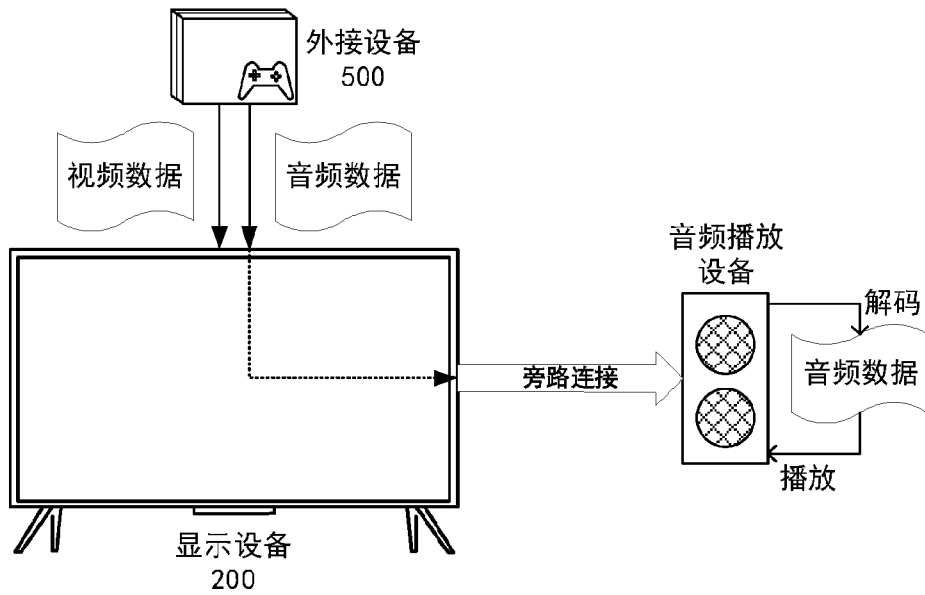 外接设备
500
视频数据
音频数据
音频播放
设备
解码
音频数据
旁路连接
播放
显示设备
200